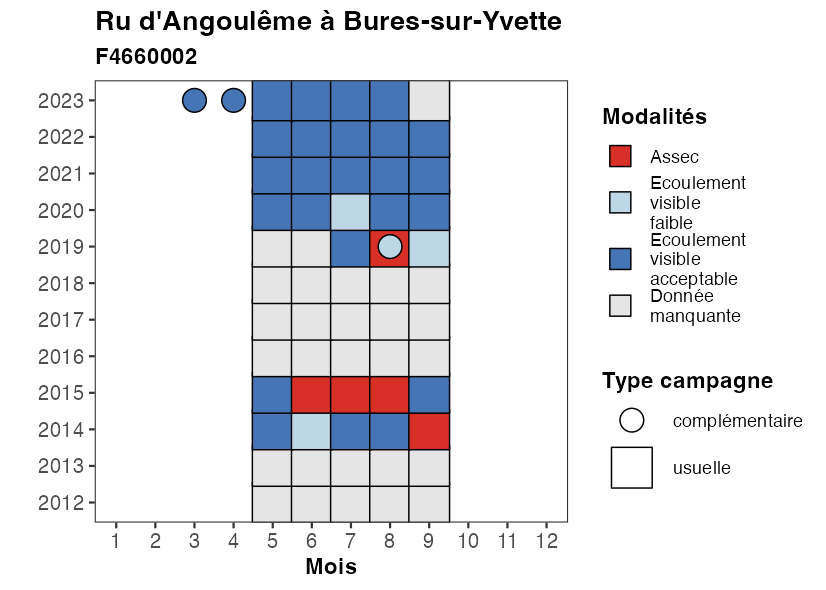 Ru d'Angoulême à Bures-sur-Yvette
F4660002
2023
2022
2021
2020
2019
2018
2017
2016
2015
2014
2013
2012
1 2 3 4 5 6 7 8 9 10 11 12
Mois
Modalités
Assec
Ecoulement
visible
faible
Ecoulement
visible
acceptable
Donnée
manquante
Type campagne
complémentaire
usuelle